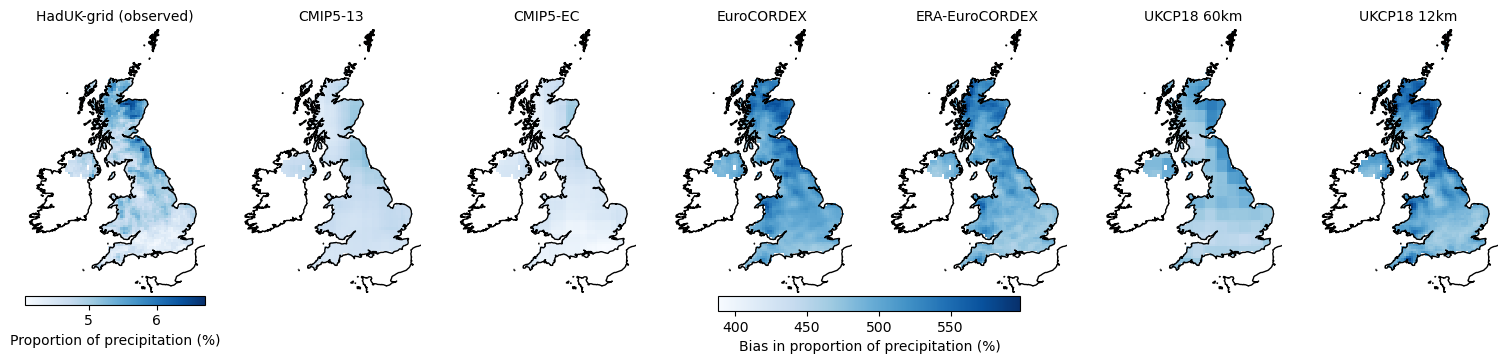 HadUK-grid (observed)
CMIP5-13
CMIP5-EC
EuroCORDEX
ERA-EuroCORDEX
UKCP18 60km
UKCP18 12km
5 6
Proportion of precipitation (%)
400 450 500 550
Bias in proportion of precipitation (%)